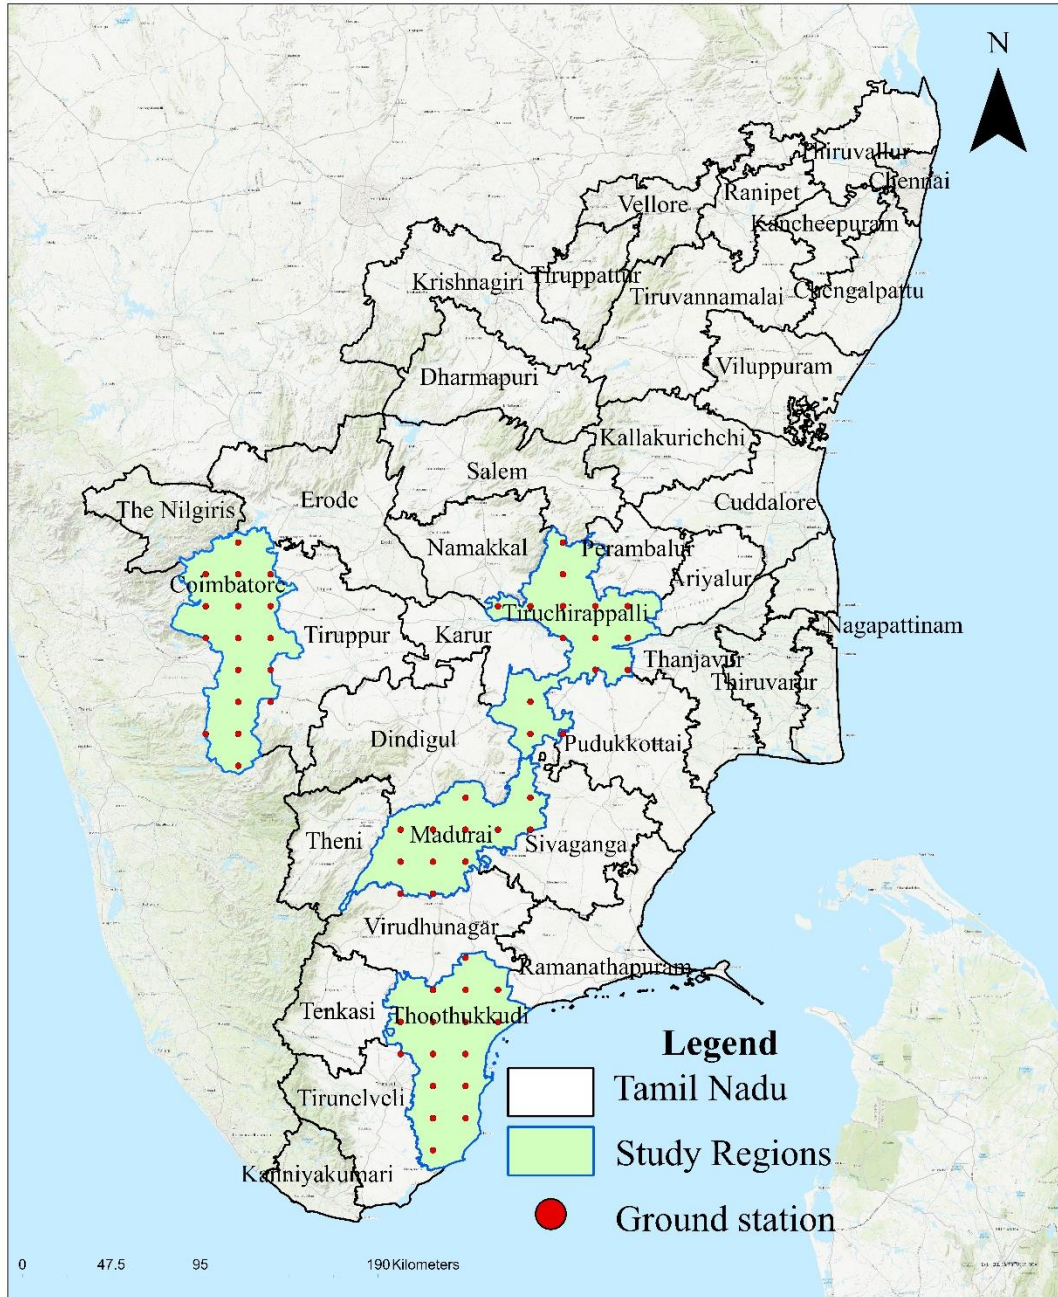 N
Thiruvallur
Chennai
Ranipet
Vellore
Kancheepuram
Krishnagiri
Tiruppattur
Tiruvannamalai
Chengalpattu
Dharmapuri
Viluppuram
Kallakurichchi
Salem
Cuddalore
The Nilgiris
Erode
Namakkal
Perambalur
Coimbatore
Ariyalur
Tiruchirappalli
Tiruppur
Karur
Nagapattinam
Thanjavur
Thiruvarur
Dindigul
Pudukkottai
Theni
Madurai
Sivaganga
Virudhunagar
Ramanathapuram
Tenkasi
Thoothukkudi
Tirunelveli
Kanniyakumari
Legend
Tamil Nadu
Study Regions
Ground station
0 47.5 95 190 Kilometers